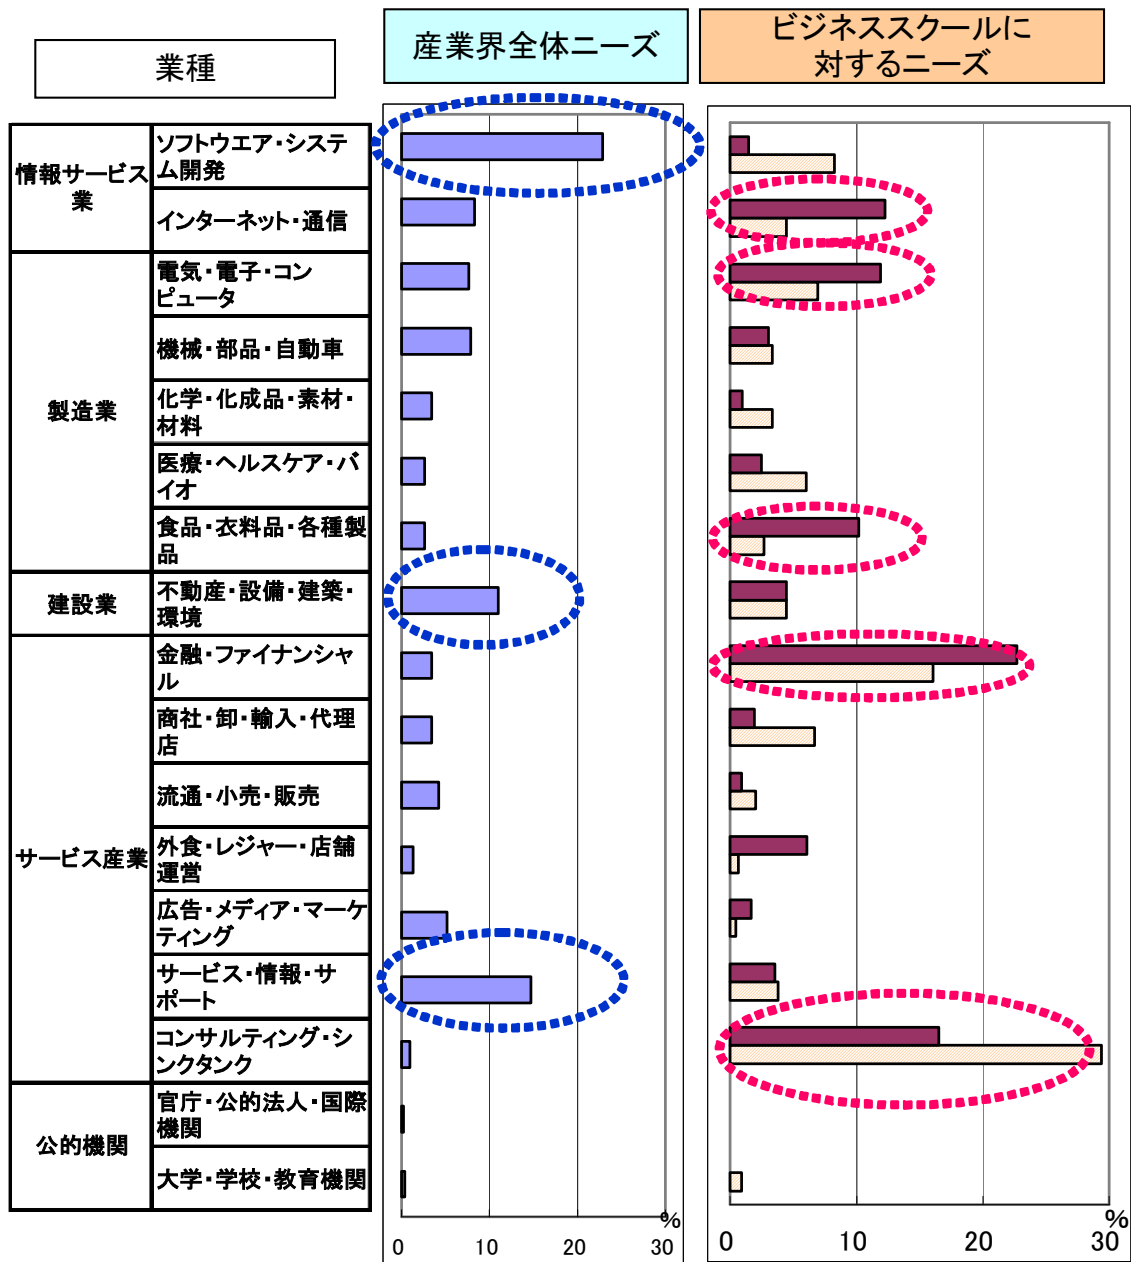 業種
産業界全体ニーズ
ビジネススクールに
対するニーズ
情報サービス
業
ソフトウエア・システ
ム開発
インターネット・通信
製造業
電気・電子・コン
ピュータ
機械・部品・自動車
化学・化成品・素材・
材料
医療・ヘルスケア・バ
イオ
食品・衣料品・各種製
品
建設業
不動産・設備・建築・
環境
サービス産業
金融・ファイナンシャ
ル
商社・卸・輸入・代理
店
流通・小売・販売
外食・レジャー・店舗
運営
広告・メディア・マーケ
ティング
サービス・情報・サ
ポート
コンサルティング・シ
ンクタンク
公的機関
官庁・公的法人・国際
機関
大学・学校・教育機関
%
0 10 20 30
%
0 10 20 30